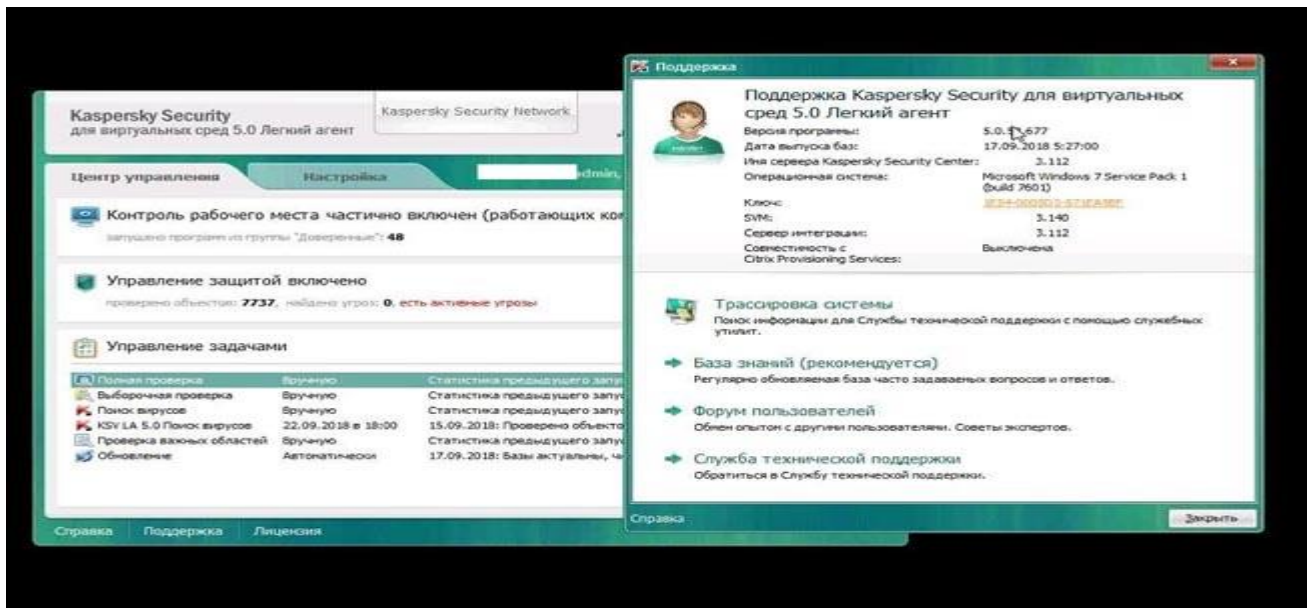 Kaspersky Security
для виртуальных сред 5.0 Легкий агент
Kaspersky Security Network
Центр управления
Настройка
admin,
Контроль рабочего места частично включен (работающих ком
запущено программ из группы "Доверенные": 48
Управление защитой включено
проверено объектов: 7737, найдено угроз: 0, есть активные угрозы
Управление задачами
Полная проверка Вручную Статистика предыдущего запу
Выборочная проверка Вручную Статистика предыдущего запу
Поиск вирусов Вручную Статистика предыдущего запу
KSV LA 5.0 Поиск вирусов 22.09.2018 в 18:00 15.09.2018: Проверено объекто
Проверка важных областей Вручную Статистика предыдущего запу
Обновление Автоматически 17.09.2018: Базы актуальны,
Справка Поддержка Лицензия
Поддержка
Поддержка Kaspersky Security для виртуальных
сред 5.0 Легкий агент
Версия программы:
Дата выпуска баз: 17.09.2018 5:27:00
Имя сервера Kaspersky Security Center: 3.112
Операционная система: Microsoft Windows 7 Service Pack 1
(build 7601)
Ключ:
SVM: 3.140
Сервер интеграции: 3.112
Совместимость с Выключена
Citrix Provisioning Services:
Трассировка системы
Поиск информации для Службы технической поддержки с помощью служебных
утилит.
База знаний (рекомендуется)
Регулярно обновляемая база часто задаваемых вопросов и ответов.
Форум пользователей
Обмен опытом с другими пользователями. Советы экспертов.
Служба технической поддержки
Обратиться в Службу технической поддержки.
Справка
Закрыть